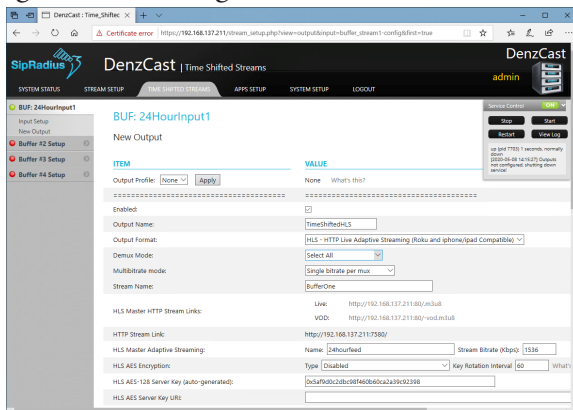 DenzCast : Time_Shiftec
Certificate error https://192.168.137.211/stream_setup.php?view=output&input=buffer_stream1-config&first=true
SipRadius
DenzCast | Time Shifted Streams
DenzCast
admin
SYSTEM STATUS STREAM SETUP TIME SHIFTED STREAMS APPS SETUP SYSTEM SETUP LOGOUT
BUF: 24HourInput1
Input Setup
New Output
Buffer #2 Setup
Buffer #3 Setup
Buffer #4 Setup
Service Control ON
Stop Start
Restart View Log
up (pid 7703) 1 seconds, normally
down
[2020-05-08 14:15:27] Outputs
not configured, shutting down
service!
BUF: 24HourInput1
New Output
ITEM VALUE
Output Profile: None Apply None What's this?
Enabled:
Output Name: TimeShiftedHLS
Output Format: HLS - HTTP Live Adaptive Streaming (Roku and iphone/ipad Compatible)
Demux Mode: Select All
Multibitrate mode: Single bitrate per mux
Stream Name: BufferOne
HLS Master HTTP Stream Links: Live: http://192.168.137.211:80/.m3u8
VOD: http://192.168.137.211:80/-vod.m3u8
HTTP Stream Link: http://192.168.137.211:7580/
HLS Master Adaptive Streaming: Name: 24hourfeed Stream Bitrate (Kbps): 1536
HLS AES Encryption: Type Disabled Key Rotation Interval 60 What's
HLS AES-128 Server Key (auto-generated): 0x5af9d0c2dbc98f460b60ca2a39c92398
HLS AES Server Key URI: